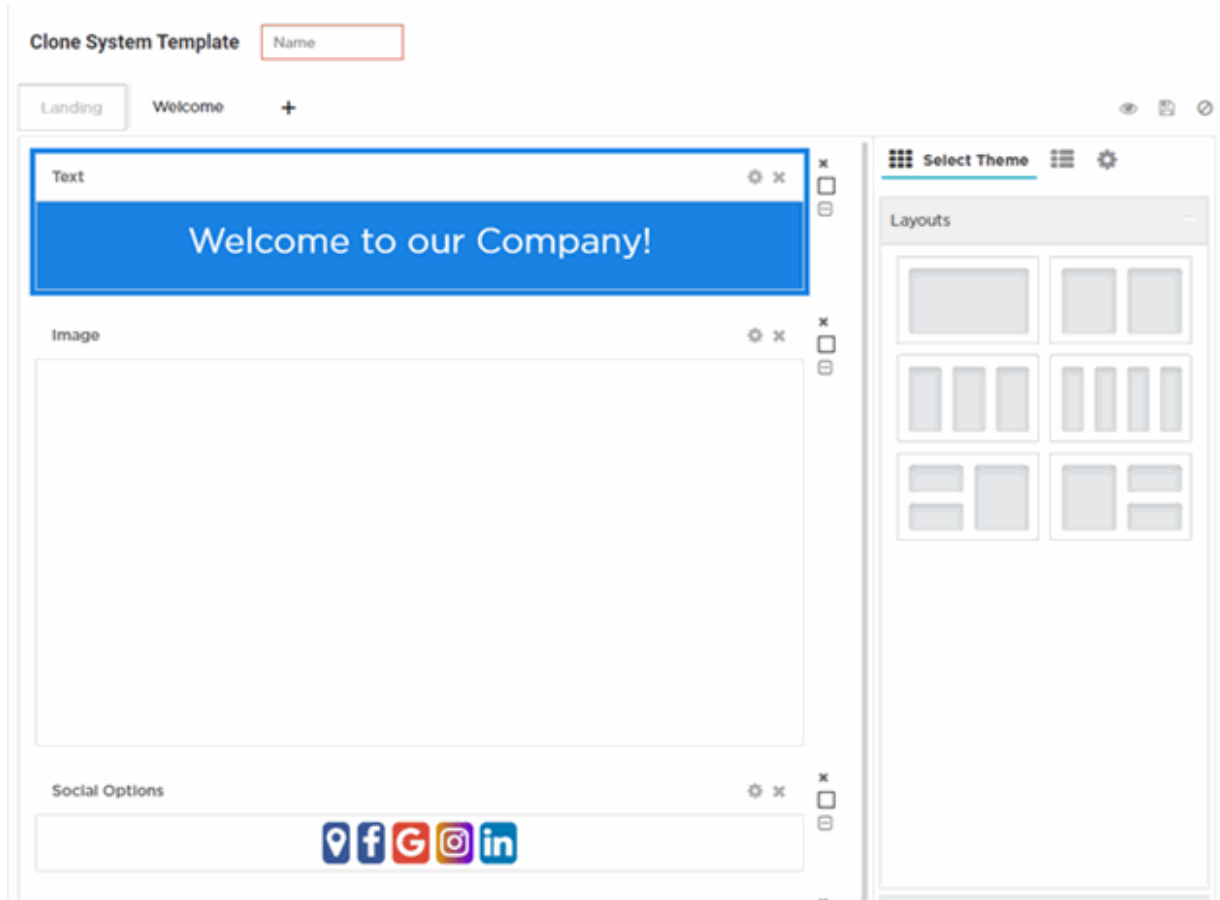 Clone System Template Name
Landing Welcome +
Select Theme
Text
Layouts
Welcome to our Company!
Image
Social Options